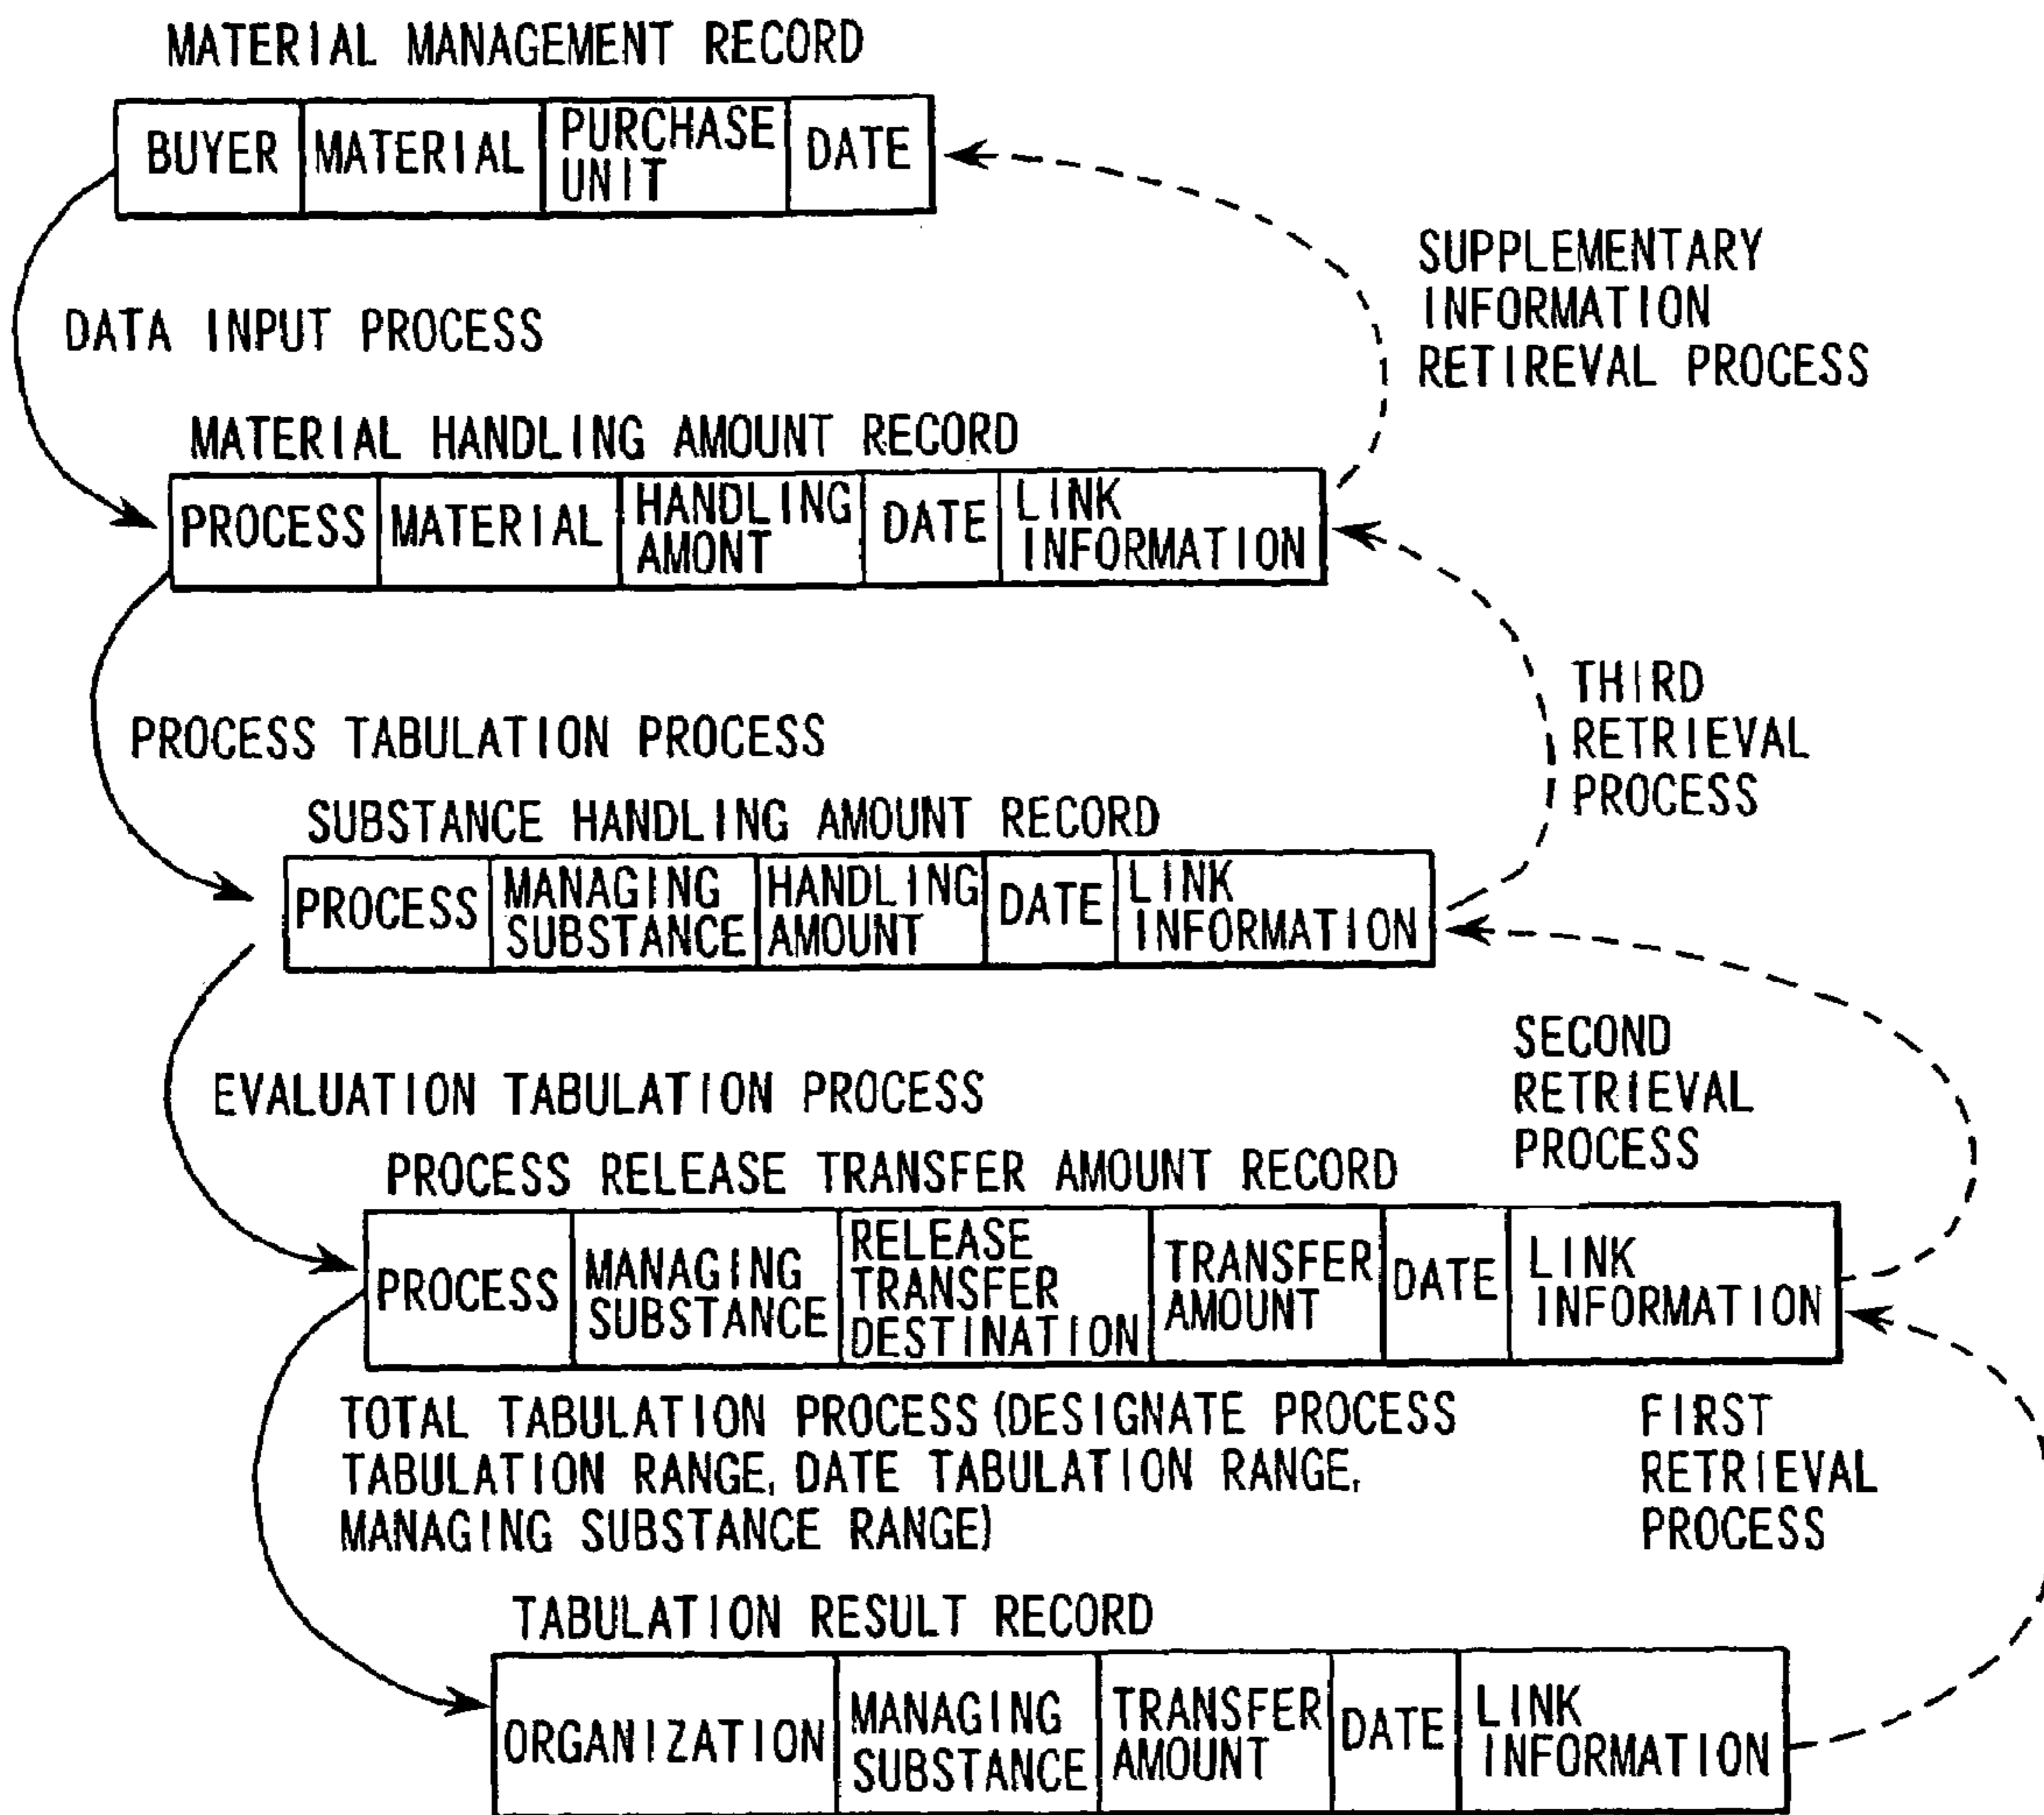 MATERIAL MANAGEMENT RECORD
BUYER
MATERIAL
PURCHASE
UNIT
DATE
SUPPLEMENTARY
INFORMATION
RETIREVAL PROCESS
DATA INPUT PROCESS
MATERIAL HANDLING AMOUNT RECORD
PROCESS
MATERIAL
HANDLING
AMONT
DATE
LINK
INFORMATION
THIRD
RETRIEVAL
PROCESS
PROCESS TABULATION PROCESS
SUBSTANCE HANDLING AMOUNT RECORD
PROCESS
MANAGING
SUBSTANCE
HANDLING
AMOUNT
DATE
LINK
INFORMATION
SECOND
RETRIEVAL
PROCESS
EVALUATION TABULATION PROCESS
PROCESS RELEASE TRANSFER AMOUNT RECORD
PROCESS
MANAGING
SUBSTANCE
RELEASE
TRANSFER
DESTINATION
TRANSFER
AMOUNT
DATE
LINK
INFORMATION
TOTAL TABULATION PROCESS (DESIGNATE PROCESS
TABULATION RANGE, DATE TABULATION RANGE,
MANAGING SUBSTANCE RANGE)
FIRST
RETRIEVAL
PROCESS
TABULATION RESULT RECORD
ORGANIZATION
MANAGING
SUBSTANCE
TRANSFER
AMOUNT
DATE
LINK
INFORMATION